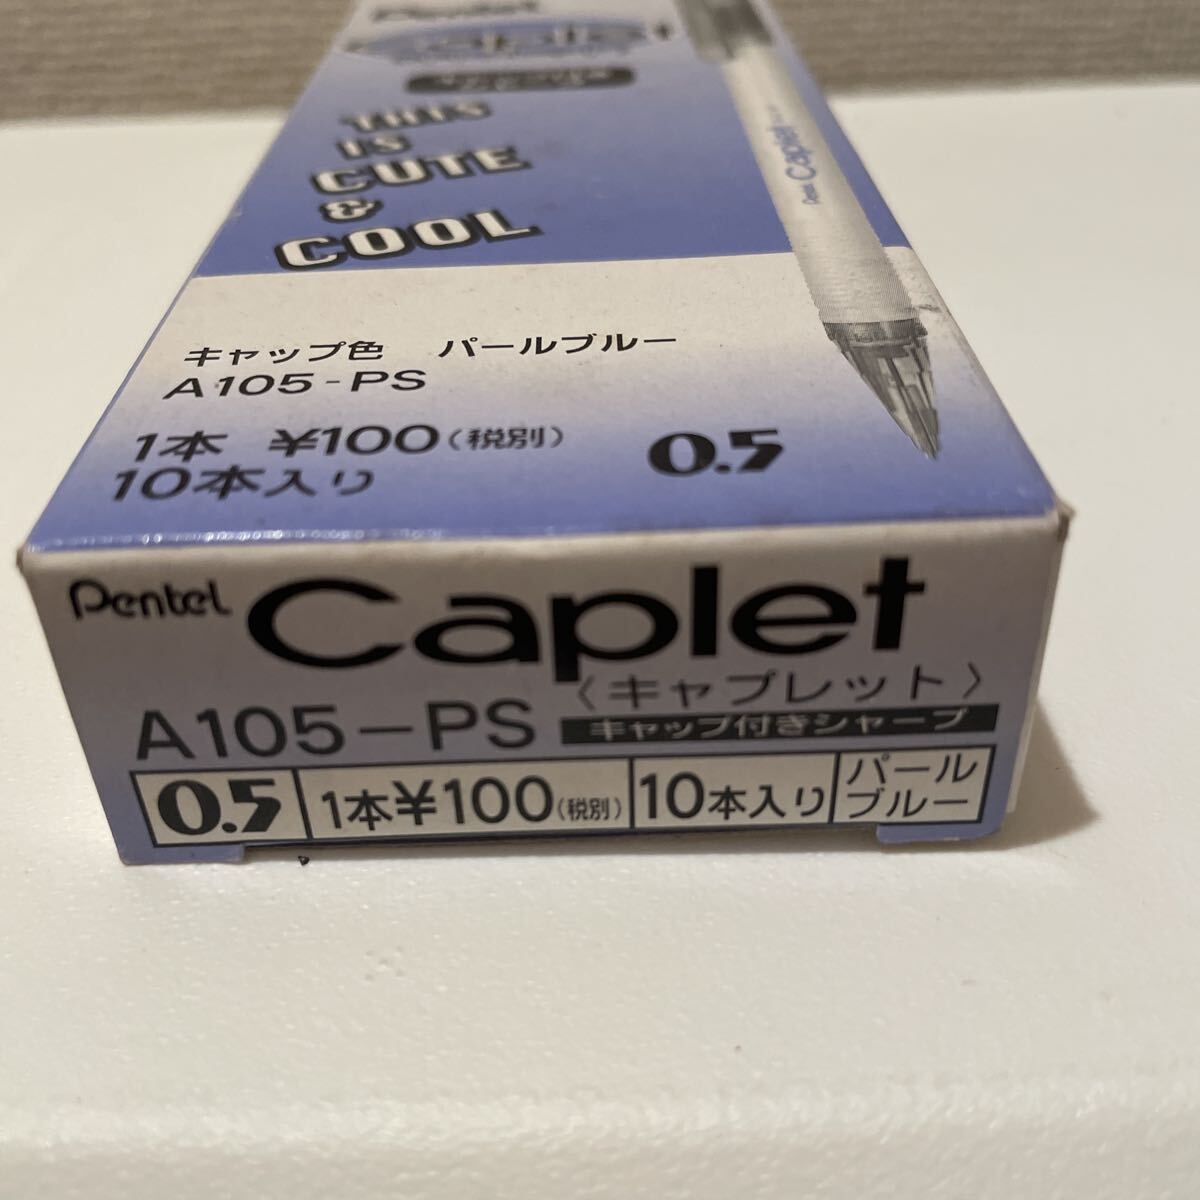 Pentel
Caplet
THIS
IS
CUTE
&
COOL
Pentel Caplet
キャップ色 パールブルー
A105-PS
1本 ¥100(税別)
10本入り
0.5
Pentel Caplet
〈キャプレット〉
A105-PS キャップ付きシャープ
0.5 1本¥100(税別) 10本入り パール
ブルー